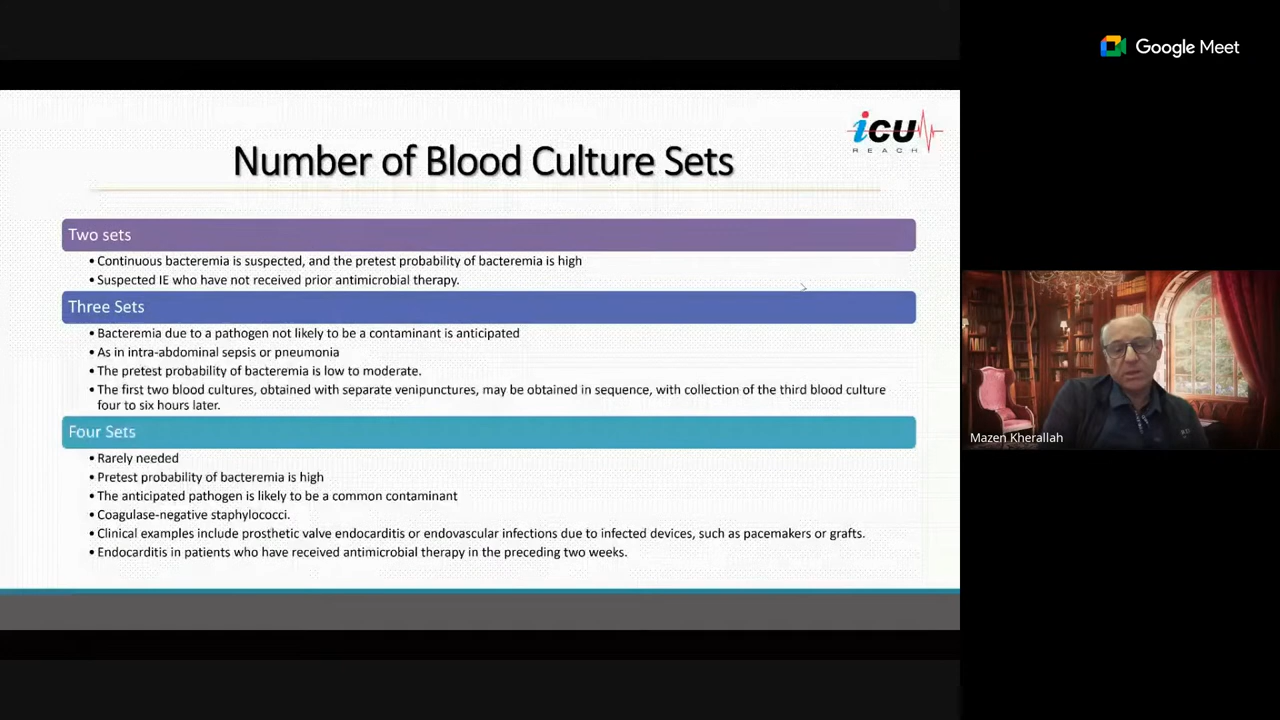 Google Meet
iCU
REACH
Number of Blood Culture Sets
Two sets
• Continuous bacteremia is suspected, and the pretest probability of bacteremia is high
• Suspected IE who have not received prior antimicrobial therapy.
Three Sets
• Bacteremia due to a pathogen not likely to be a contaminant is anticipated
• As in intra-abdominal sepsis or pneumonia
• The pretest probability of bacteremia is low to moderate.
• The first two blood cultures, obtained with separate venipunctures, may be obtained in sequence, with collection of the third blood culture
four to six hours later.
Four Sets
• Rarely needed
• Pretest probability of bacteremia is high
• The anticipated pathogen is likely to be a common contaminant
• Coagulase-negative staphylococci.
• Clinical examples include prosthetic valve endocarditis or endovascular infections due to infected devices, such as pacemakers or grafts.
• Endocarditis in patients who have received antimicrobial therapy in the preceding two weeks.
Mazen Kherallah